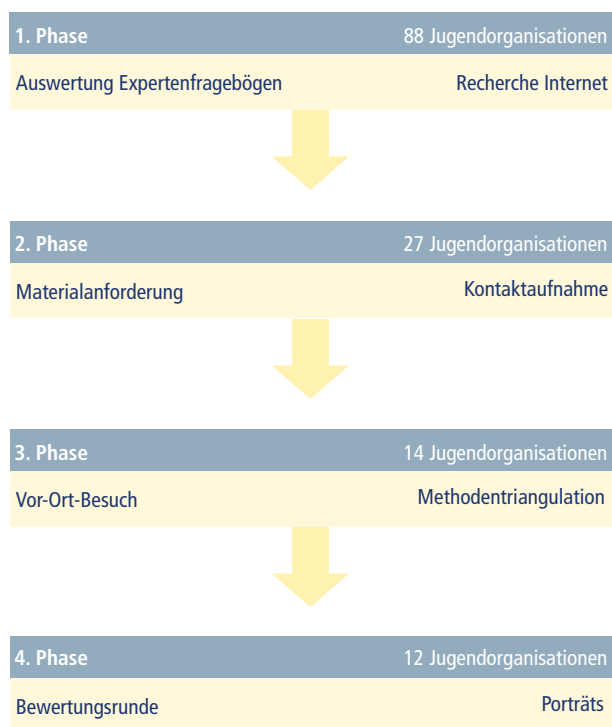 1. Phase 88 Jugendorganisationen
Auswertung Expertenfragebögen Recherche Internet
2. Phase 27 Jugendorganisationen
Materialanforderung Kontaktaufnahme
3. Phase 14 Jugendorganisationen
Vor-Ort-Besuch Methodentriangulation
4. Phase 12 Jugendorganisationen
Bewertungsrunde Porträts